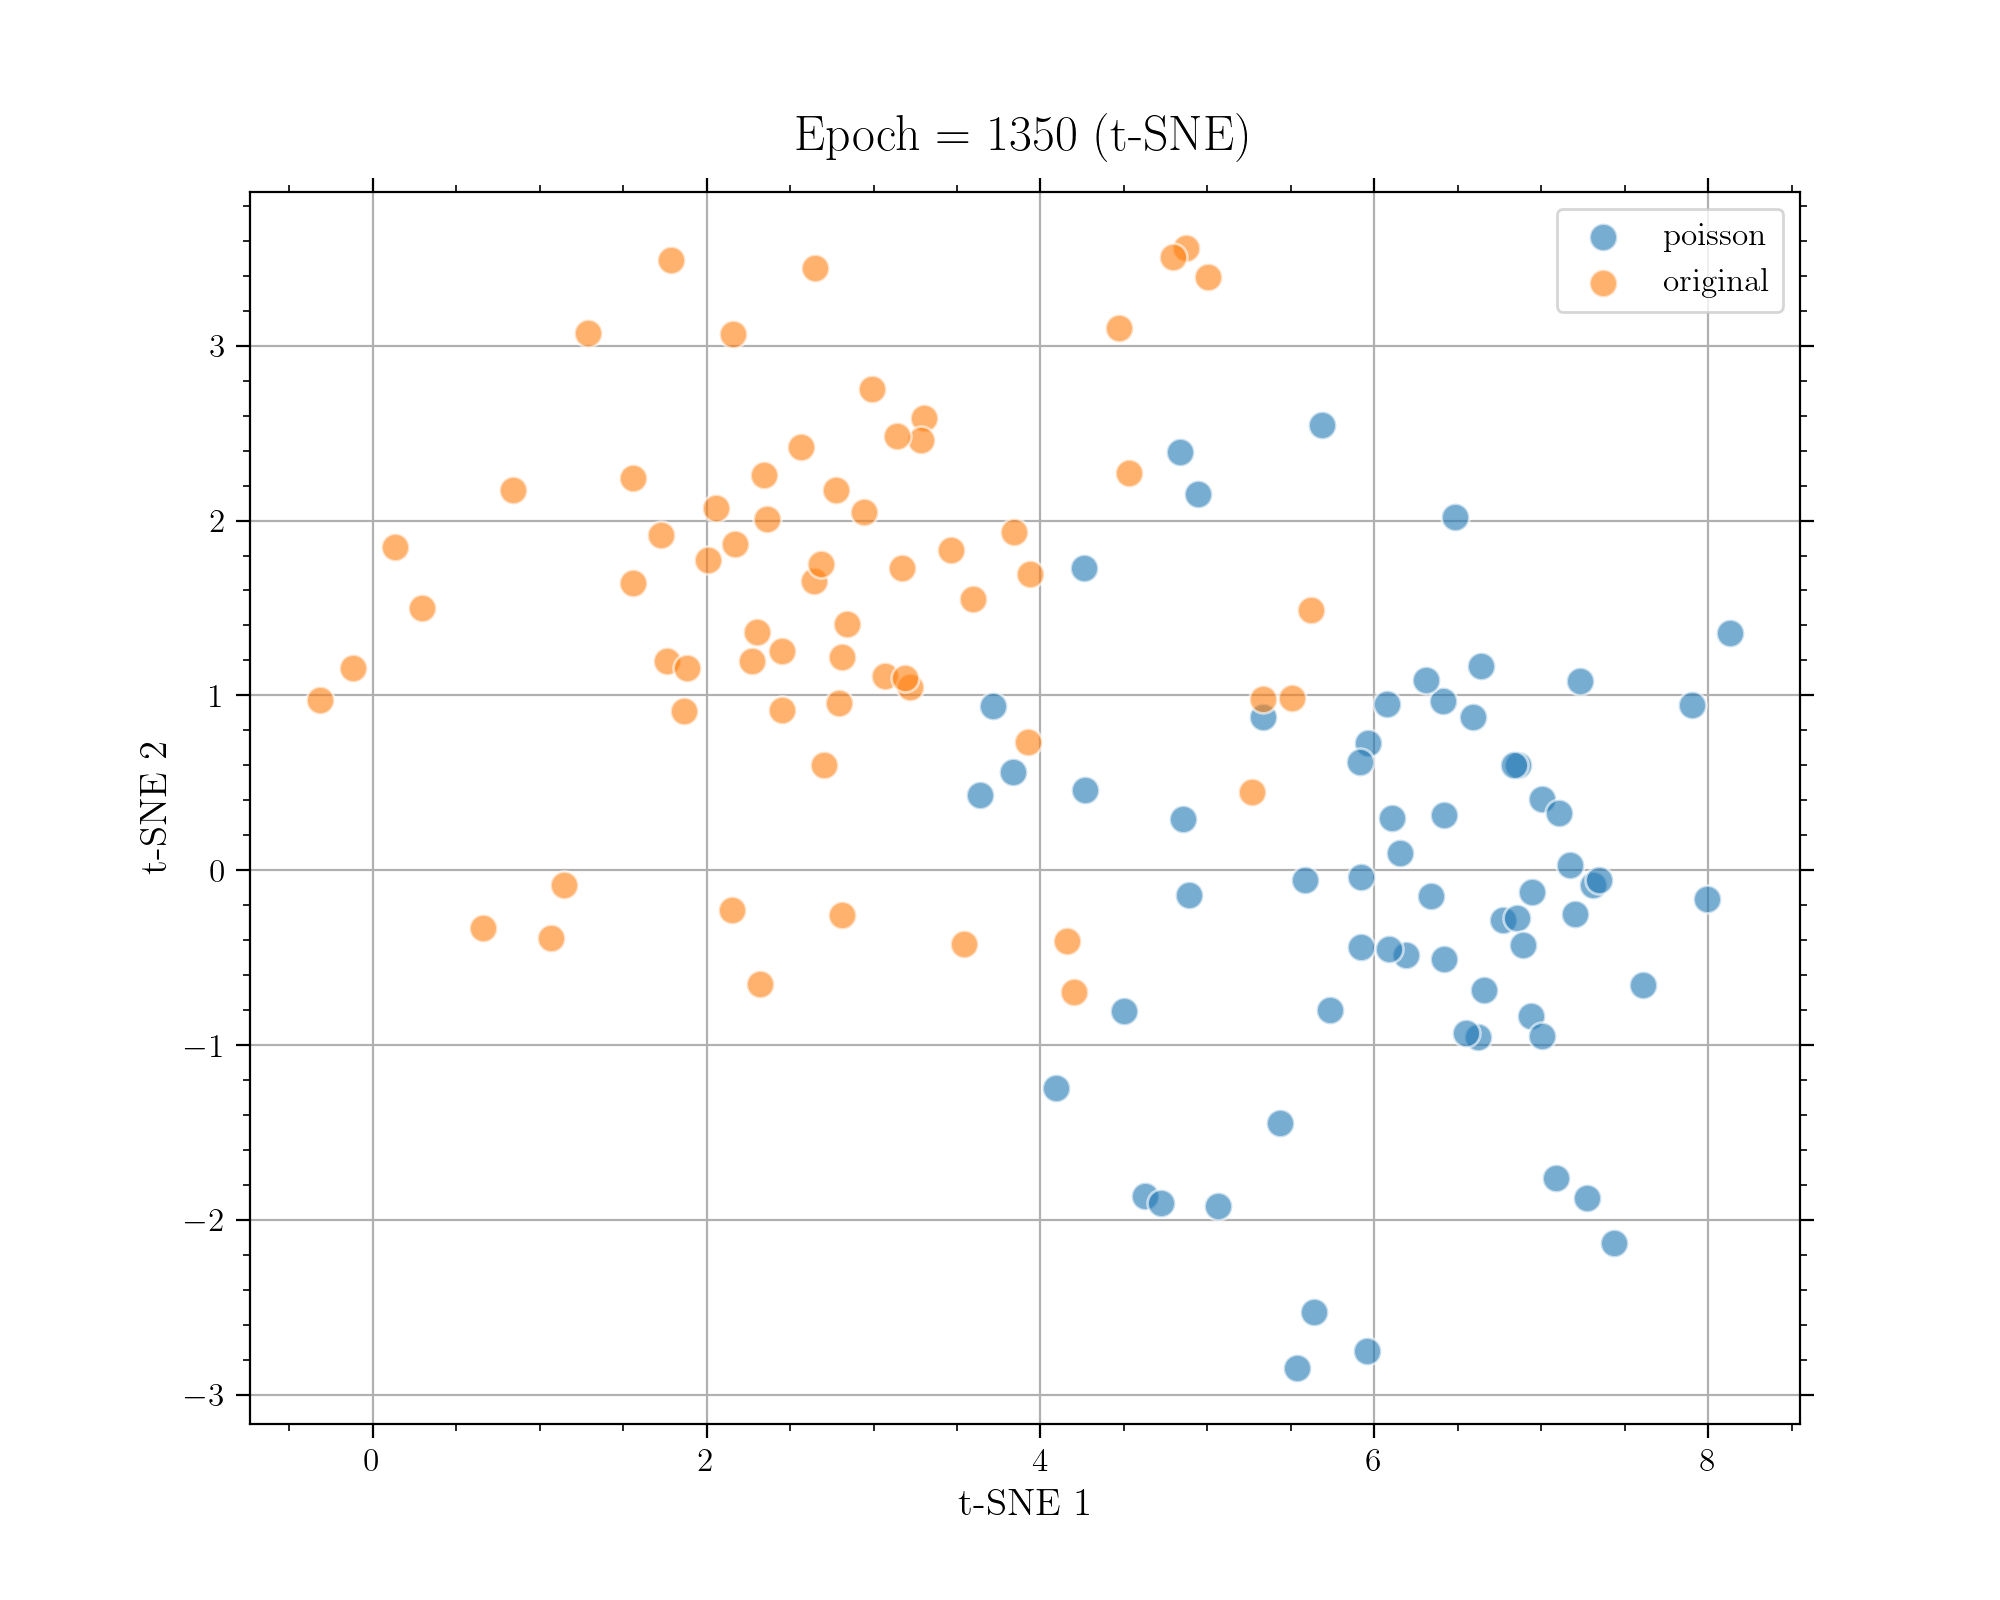 Epoch = 1350 (t-SNE)
poisson
original
3
2
1
0
−1
−2
−3
t-SNE 2
0 2 4 6 8
t-SNE 1